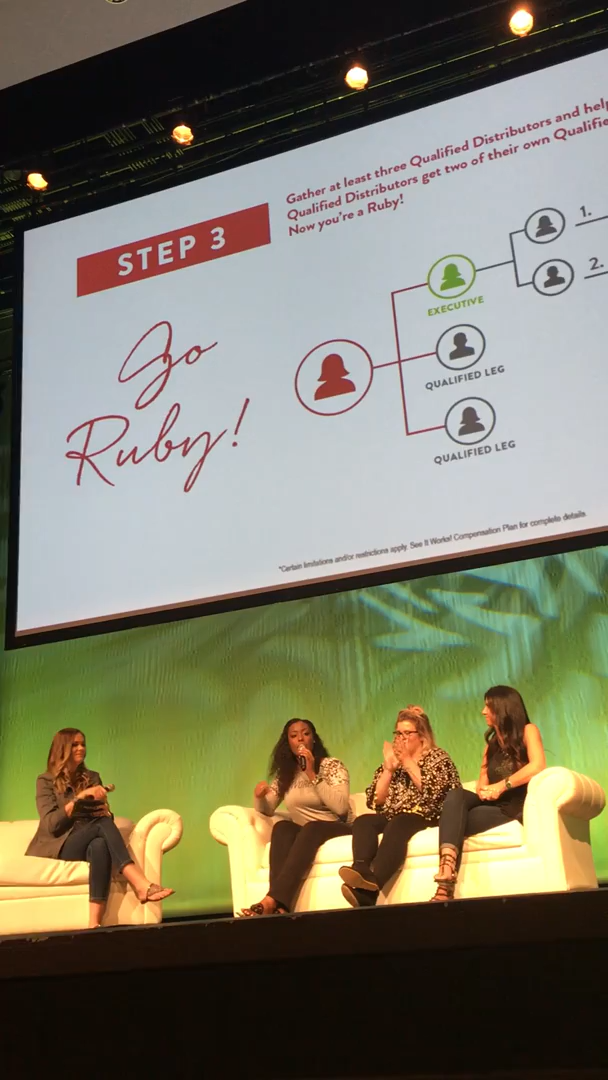 Gather at least three Qualified Distributors and help
Qualified Distributors get two of their own
Now you're a Ruby!
STEP 3
Go
Ruby!
1.
2.
EXECUTIVE
QUALIFIED LEG
QUALIFIED LEG
*Certain limitations and/or restrictions apply. See It Works! Compensation Plan for complete details.